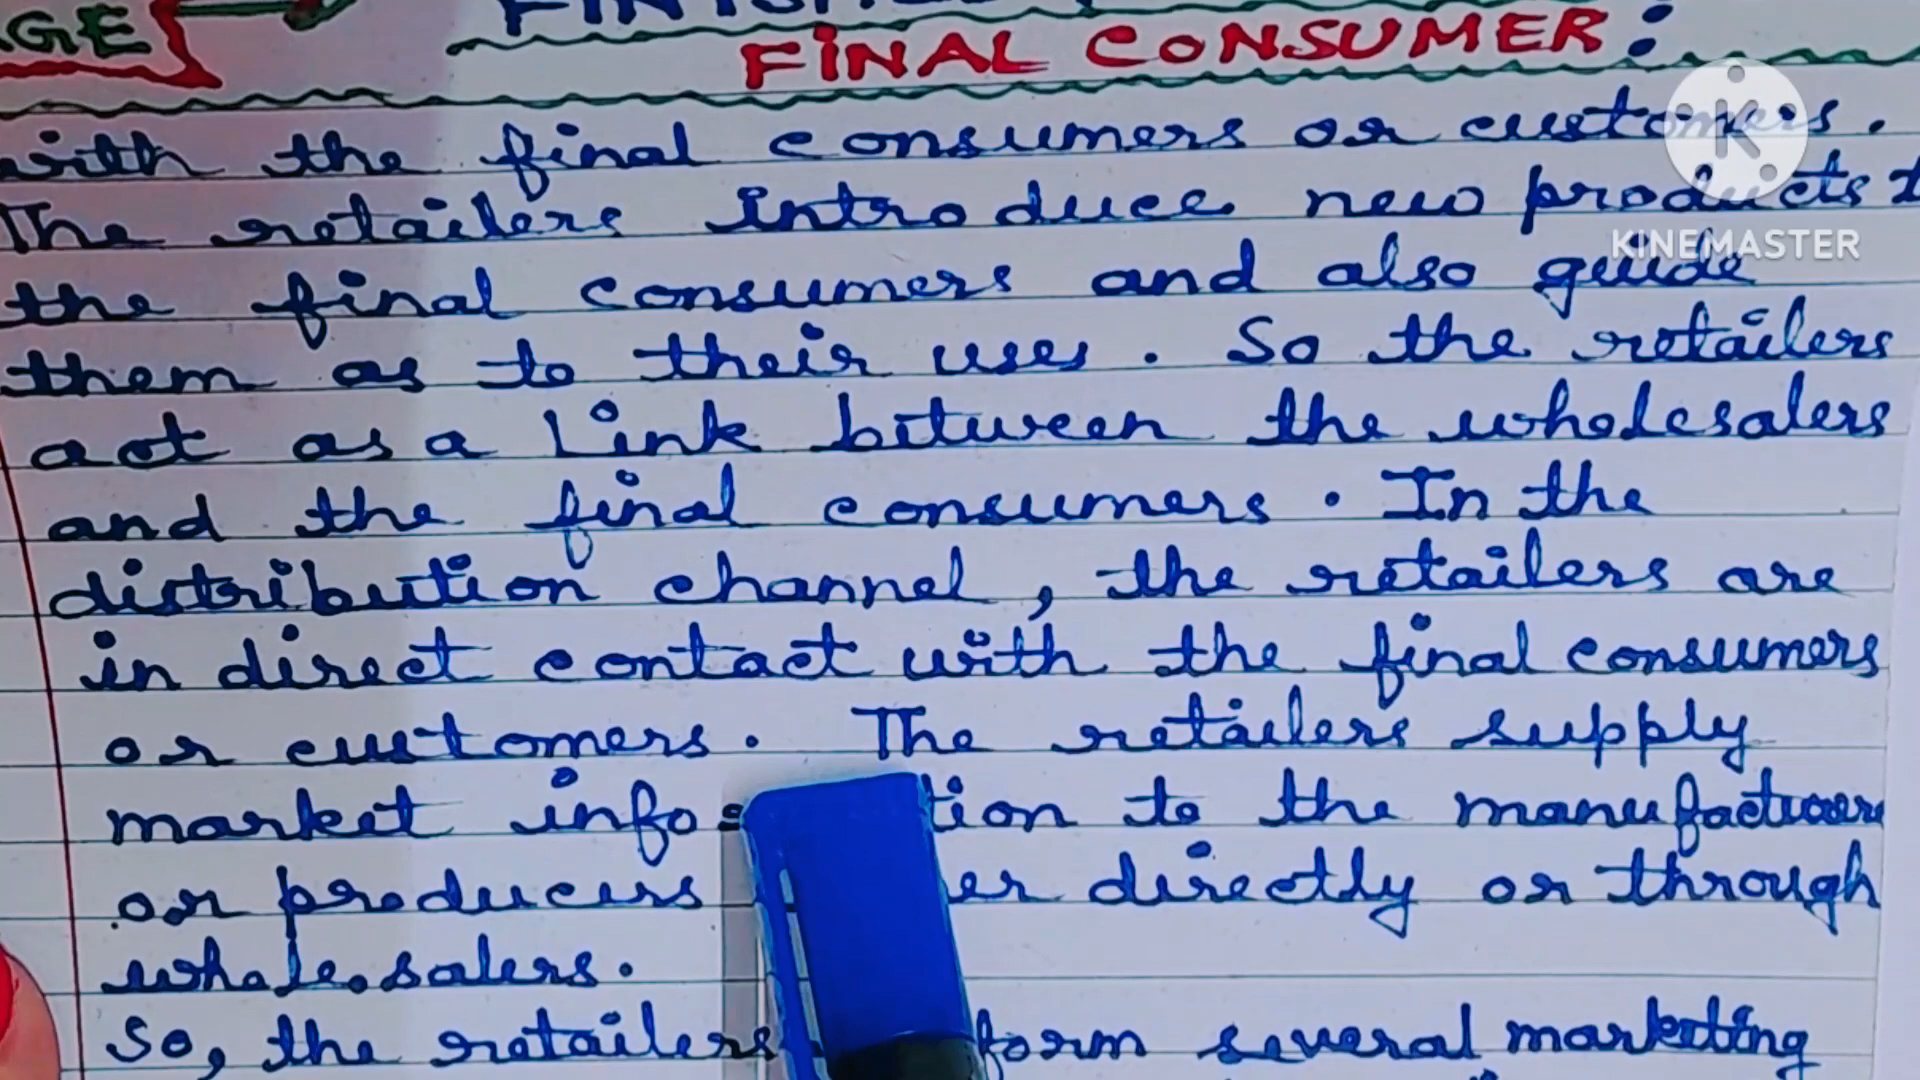 GE
FINAL CONSUMER:
with the final consumers or customers.
The retailers introduce new products t
the final consumers and also guide
KINEMASTER
them as to their uses. So the retailers
act as a link between the wholesalers
and the final consumers. In the
distribution channel, the retailers are
in direct contact with the final consumers
or customers. The retailers supply
market info tion to the manufacturer
or producers er directly or through
wholesalers.
So, the retailers form several marketing